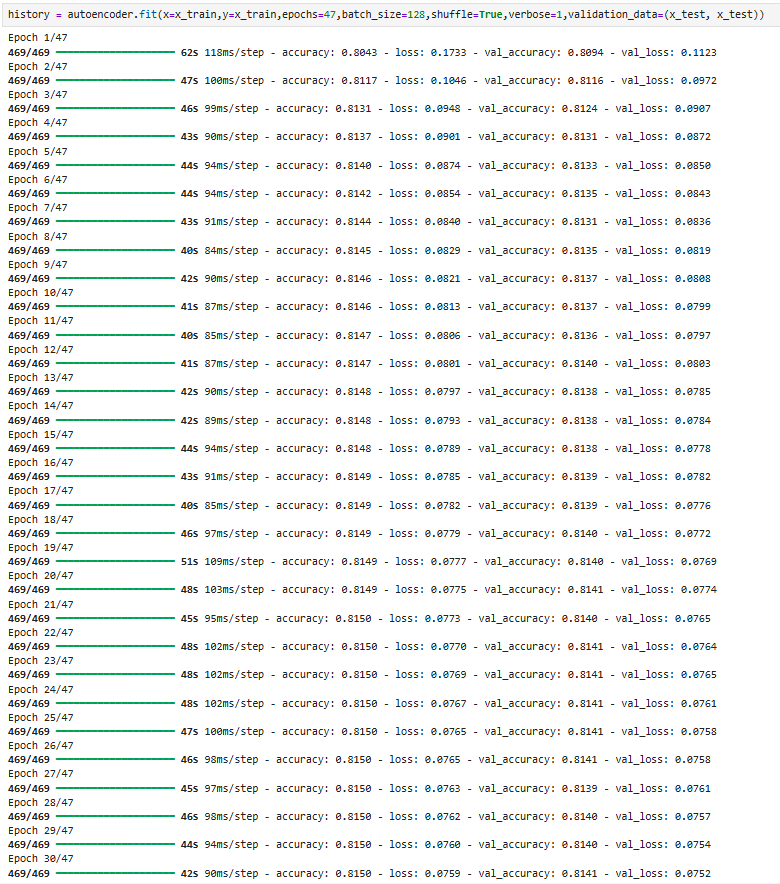 history = autoencoder.fit(x=x_train,y=x_train,epochs=47,batch_size=128,shuffle=True,verbose=1,validation_data=(x_test, x_test))
Epoch 1/47
469/469 62s 118ms/step - accuracy: 0.8043 - loss: 0.1733 - val_accuracy: 0.8094 - val_loss: 0.1123
Epoch 2/47
469/469 47s 100ms/step - accuracy: 0.8117 - loss: 0.1046 - val_accuracy: 0.8116 - val_loss: 0.0972
Epoch 3/47
469/469 46s 99ms/step - accuracy: 0.8131 - loss: 0.0948 - val_accuracy: 0.8124 - val_loss: 0.0907
Epoch 4/47
469/469 43s 90ms/step - accuracy: 0.8137 - loss: 0.0901 - val_accuracy: 0.8131 - val_loss: 0.0872
Epoch 5/47
469/469 44s 94ms/step - accuracy: 0.8140 - loss: 0.0874 - val_accuracy: 0.8133 - val_loss: 0.0850
Epoch 6/47
469/469 44s 94ms/step - accuracy: 0.8142 - loss: 0.0854 - val_accuracy: 0.8135 - val_loss: 0.0843
Epoch 7/47
469/469 43s 91ms/step - accuracy: 0.8144 - loss: 0.0840 - val_accuracy: 0.8131 - val_loss: 0.0836
Epoch 8/47
469/469 40s 84ms/step - accuracy: 0.8145 - loss: 0.0829 - val_accuracy: 0.8135 - val_loss: 0.0819
Epoch 9/47
469/469 42s 90ms/step - accuracy: 0.8146 - loss: 0.0821 - val_accuracy: 0.8137 - val_loss: 0.0808
Epoch 10/47
469/469 41s 87ms/step - accuracy: 0.8146 - loss: 0.0813 - val_accuracy: 0.8137 - val_loss: 0.0799
Epoch 11/47
469/469 40s 85ms/step - accuracy: 0.8147 - loss: 0.0806 - val_accuracy: 0.8136 - val_loss: 0.0797
Epoch 12/47
469/469 41s 87ms/step - accuracy: 0.8147 - loss: 0.0801 - val_accuracy: 0.8140 - val_loss: 0.0803
Epoch 13/47
469/469 42s 90ms/step - accuracy: 0.8148 - loss: 0.0797 - val_accuracy: 0.8138 - val_loss: 0.0785
Epoch 14/47
469/469 42s 89ms/step - accuracy: 0.8148 - loss: 0.0793 - val_accuracy: 0.8138 - val_loss: 0.0784
Epoch 15/47
469/469 44s 94ms/step - accuracy: 0.8148 - loss: 0.0789 - val_accuracy: 0.8138 - val_loss: 0.0778
Epoch 16/47
469/469 43s 91ms/step - accuracy: 0.8149 - loss: 0.0785 - val_accuracy: 0.8139 - val_loss: 0.0782
Epoch 17/47
469/469 40s 85ms/step - accuracy: 0.8149 - loss: 0.0782 - val_accuracy: 0.8139 - val_loss: 0.0776
Epoch 18/47
469/469 46s 97ms/step - accuracy: 0.8149 - loss: 0.0779 - val_accuracy: 0.8140 - val_loss: 0.0772
Epoch 19/47
469/469 51s 109ms/step - accuracy: 0.8149 - loss: 0.0777 - val_accuracy: 0.8140 - val_loss: 0.0769
Epoch 20/47
469/469 48s 103ms/step - accuracy: 0.8149 - loss: 0.0775 - val_accuracy: 0.8141 - val_loss: 0.0774
Epoch 21/47
469/469 45s 95ms/step - accuracy: 0.8150 - loss: 0.0773 - val_accuracy: 0.8140 - val_loss: 0.0765
Epoch 22/47
469/469 48s 102ms/step - accuracy: 0.8150 - loss: 0.0770 - val_accuracy: 0.8141 - val_loss: 0.0764
Epoch 23/47
469/469 48s 102ms/step - accuracy: 0.8150 - loss: 0.0769 - val_accuracy: 0.8141 - val_loss: 0.0765
Epoch 24/47
469/469 48s 102ms/step - accuracy: 0.8150 - loss: 0.0767 - val_accuracy: 0.8141 - val_loss: 0.0761
Epoch 25/47
469/469 47s 100ms/step - accuracy: 0.8150 - loss: 0.0765 - val_accuracy: 0.8141 - val_loss: 0.0758
Epoch 26/47
469/469 46s 98ms/step - accuracy: 0.8150 - loss: 0.0765 - val_accuracy: 0.8141 - val_loss: 0.0758
Epoch 27/47
469/469 45s 97ms/step - accuracy: 0.8150 - loss: 0.0763 - val_accuracy: 0.8139 - val_loss: 0.0761
Epoch 28/47
469/469 46s 98ms/step - accuracy: 0.8150 - loss: 0.0762 - val_accuracy: 0.8140 - val_loss: 0.0757
Epoch 29/47
469/469 44s 94ms/step - accuracy: 0.8150 - loss: 0.0760 - val_accuracy: 0.8140 - val_loss: 0.0754
Epoch 30/47
469/469 42s 90ms/step - accuracy: 0.8150 - loss: 0.0759 - val_accuracy: 0.8141 - val_loss: 0.0752